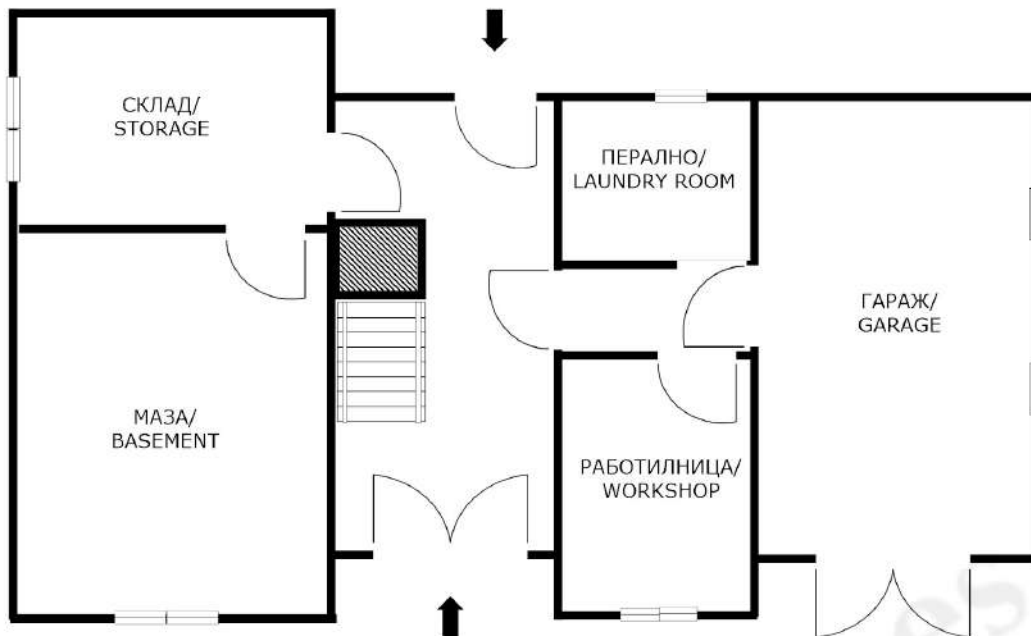 СКЛАД/
STORAGE
ПЕРАЛНО/
LAUNDRY ROOM
ГАРАЖ/
GARAGE
МАЗА/
BASEMENT
РАБОТИЛНИЦА/
WORKSHOP